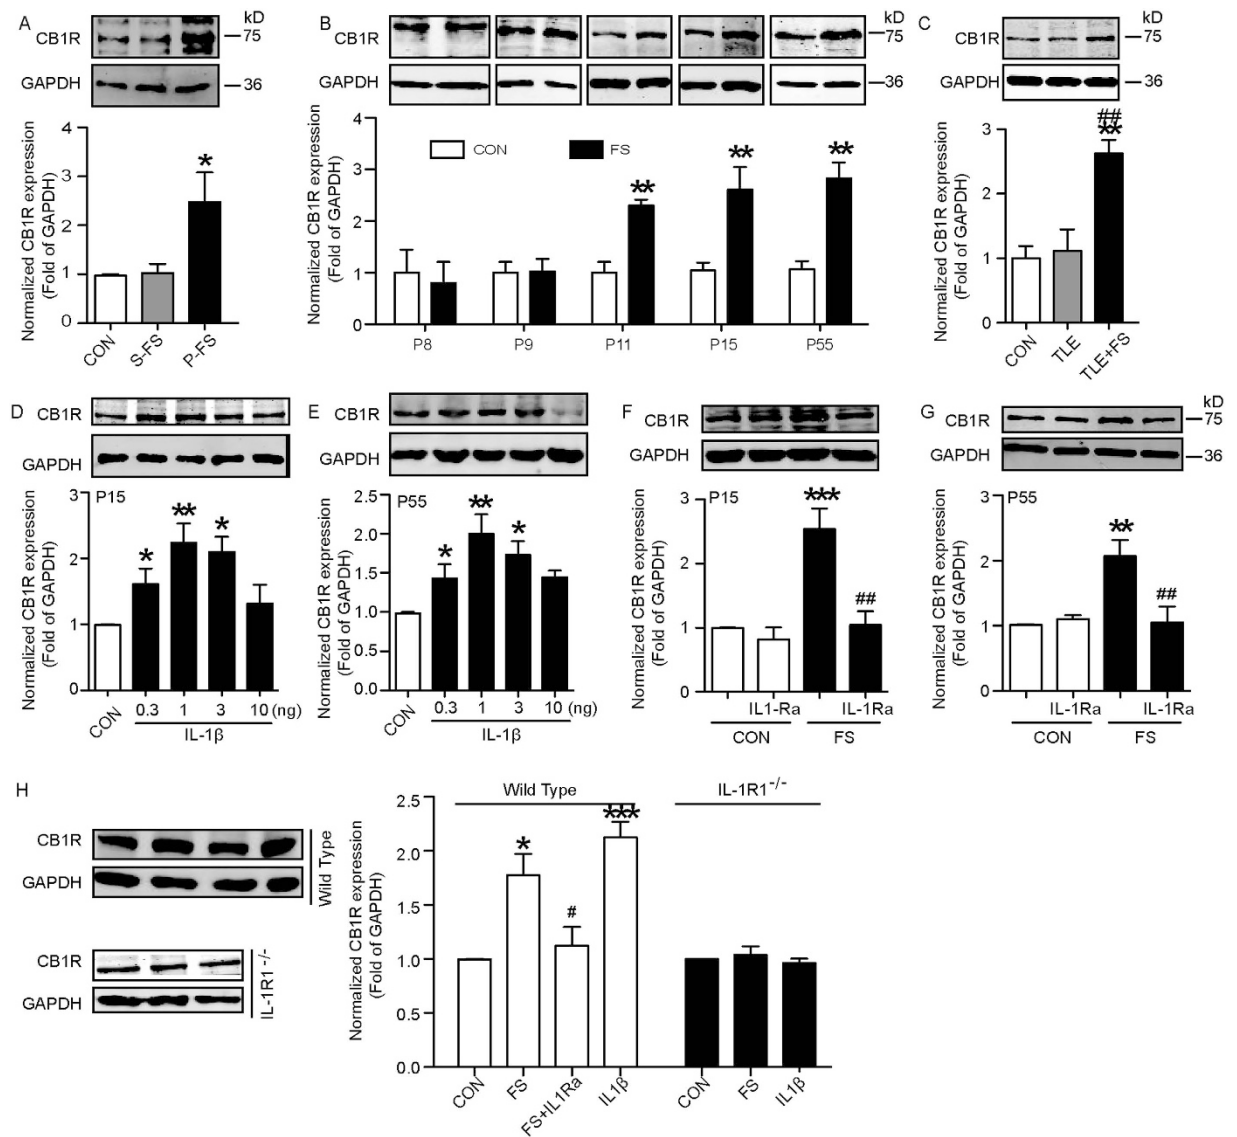 A
CB1R
GAPDH
kD
75
36
Normalized CB1R expression
(Fold of GAPDH)
4
3
2
1
0
*
CON
S-FS
P-FS
B
CB1R
GAPDH
kD
75
36
Normalized CB1R expression
(Fold of GAPDH)
4
3
2
1
0
CON
FS
**
**
**
P8
P9
P11
P15
P55
C
CB1R
GAPDH
kD
75
36
Normalized CB1R expression
(Fold of GAPDH)
3
2
1
0
##
**
CON
TLE
TLE+FS
D
CB1R
GAPDH
Normalized CB1R expression
(Fold of GAPDH)
3
2
1
0
P15
*
**
*
CON
0.3 1 3 10 (ng)
IL-1β
E
CB1R
GAPDH
Normalized CB1R expression
(Fold of GAPDH)
2.5
2.0
1.5
1.0
0.5
0.0
P55
*
**
*
CON
0.3 1 3 10 (ng)
IL-1β
F
CB1R
GAPDH
Normalized CB1R expression
(Fold of GAPDH)
3
2
1
0
P15
***
##
IL1-Ra IL-1Ra
CON FS
G
CB1R
GAPDH
kD
75
36
Normalized CB1R expression
(Fold of GAPDH)
3
2
1
0
P55
**
##
IL-1Ra IL-1Ra
CON FS
H
CB1R
GAPDH
Wild Type
CB1R
GAPDH
IL-1R1 -/-
Normalized CB1R expression
(Fold of GAPDH)
2.5
2.0
1.5
1.0
0.5
0.0
Wild Type
IL-1R1-/-
*
#
***
CON
FS
FS+IL1Ra
IL1β
CON
FS
IL1β